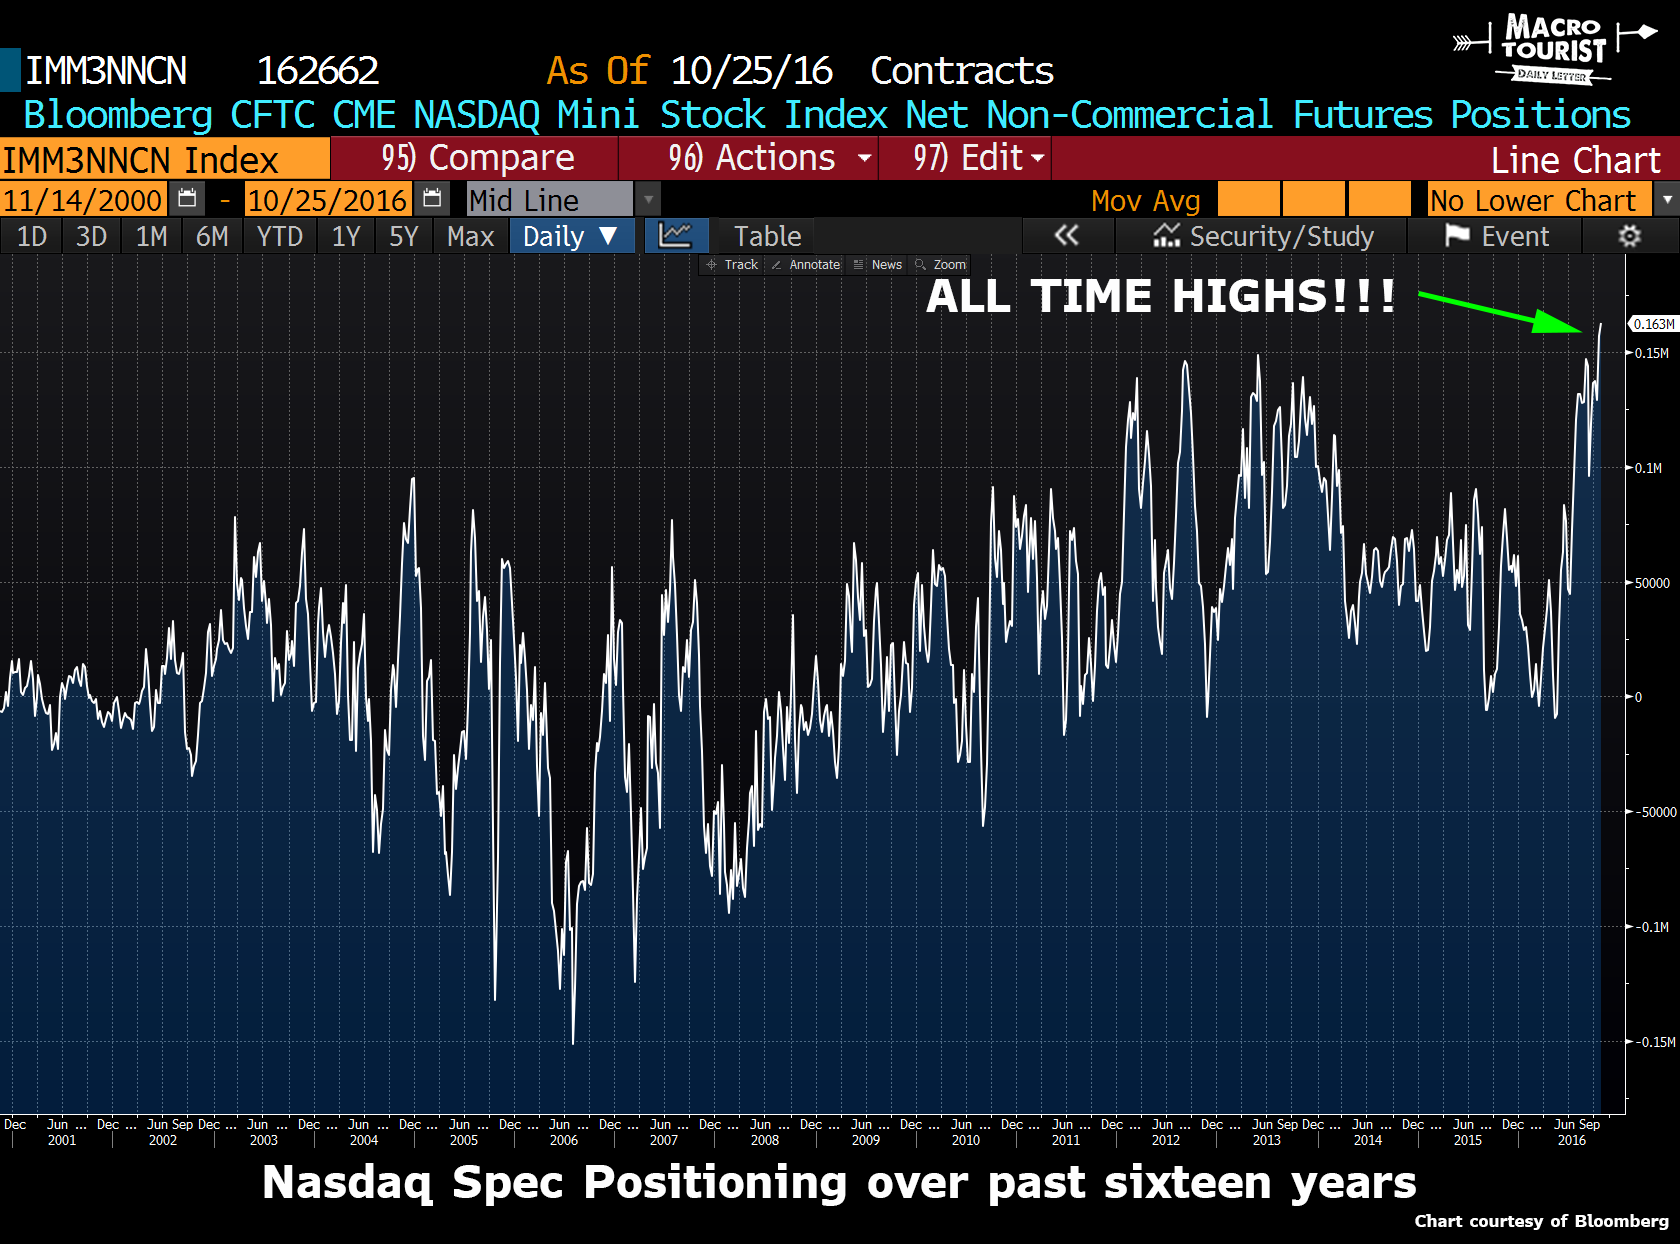 MACRO
TOURIST
DAILY LETTER
IMM3NNCN 162662 As Of 10/25/16 Contracts
Bloomberg CFTC CME NASDAQ Mini Stock Index Net Non-Commercial Futures Positions
IMM3NNCN Index 95) Compare 96) Actions 97) Edit Line Chart
11/14/2000 - 10/25/2016 Mid Line Mov Avg No Lower Chart
1D 3D 1M 6M YTD 1Y 5Y Max Daily ▼ Table « Security/Study Event
Track Annotate News Zoom
ALL TIME HIGHS!!!
0.163M
0.15M
0.1M
50000
0
-50000
-0.1M
-0.15M
Dec Jun ... Dec ... Jun Sep Dec ... Jun ... Dec ... Jun ... Dec ... Jun ... Dec ... Jun ... Dec ... Jun ... Dec ... Jun ... Dec ... Jun ... Dec ... Jun ... Dec ... Jun ... Dec ... Jun ... Dec ... Jun Sep Dec ... Jun ... Dec ... Jun ... Dec ... Jun Sep
2001 2002 2003 2004 2005 2006 2007 2008 2009 2010 2011 2012 2013 2014 2015 2016
Nasdaq Spec Positioning over past sixteen years
Chart courtesy of Bloomberg